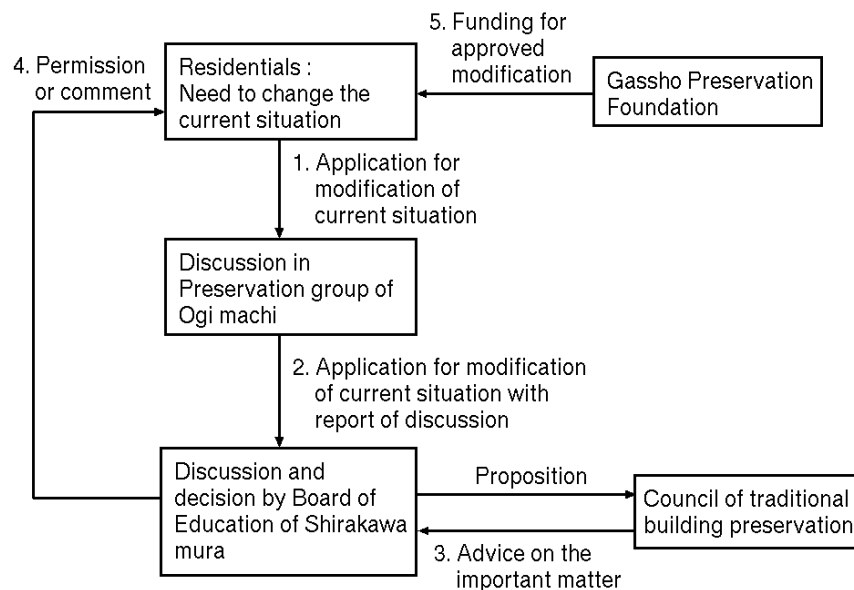 4. Permission
or comment
Residentials :
Need to change the
current situation
5. Funding for
approved
modification
Gassho Preservation
Foundation
1. Application for
modification of
current situation
Discussion in
Preservation group of
Ogi machi
2. Application for modification
of current situation with
report of discussion
Discussion and
decision by Board of
Education of Shirakawa
mura
Proposition
Council of traditional
building preservation
3. Advice on the
important matter